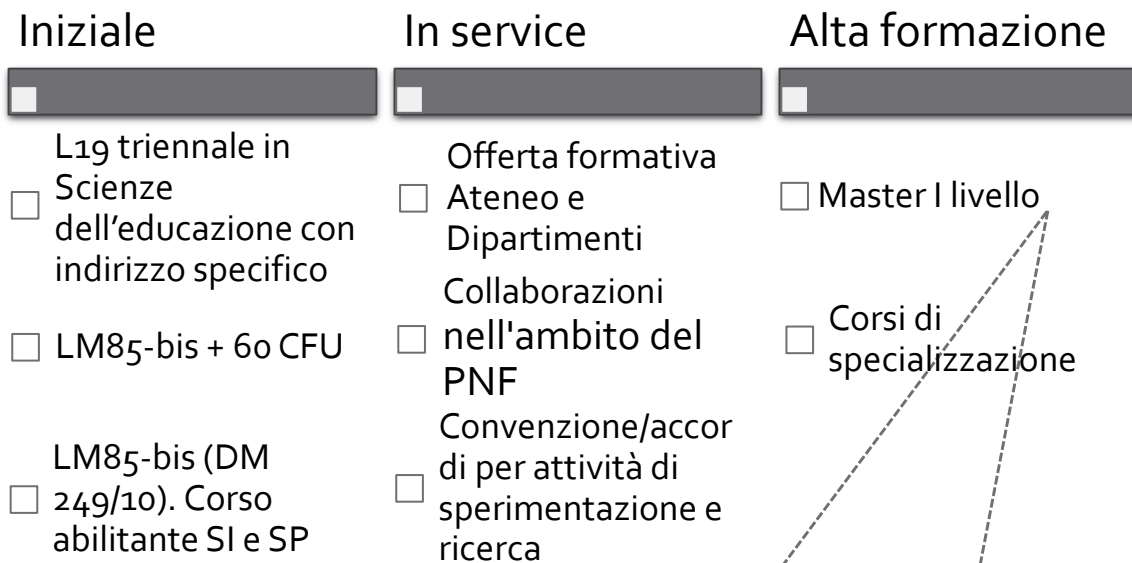 Iniziale
L19 triennale in
Scienze
dell’educazione con
indirizzo specifico
LM85-bis + 60 CFU
LM85-bis (DM
249/10). Corso
abilitante SI e SP
In service
Offerta formativa
Ateneo e
Dipartimenti
Collaborazioni
nell'ambito del
PNF
Convenzione/accor
di per attività di
sperimentazione e
ricerca
Alta formazione
Master I livello
Corsi di
specializzazione